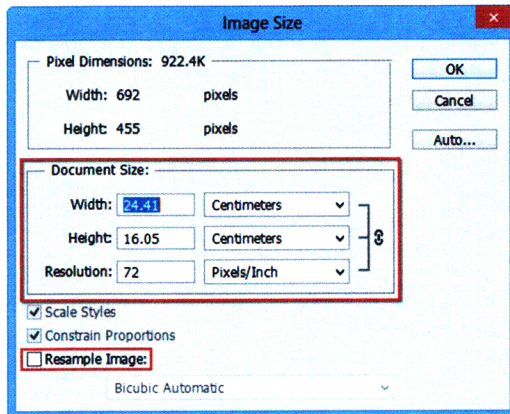 Image Size
Pixel Dimensions: 922.4K
Width: 692 pixels
Height: 455 pixels
OK
Cancel
Auto...
Document Size:
Width: 24.41 Centimeters
Height: 16.05 Centimeters
Resolution: 72 Pixels/Inch
Scale Styles
Constrain Proportions
Resample Image:
Bicubic Automatic